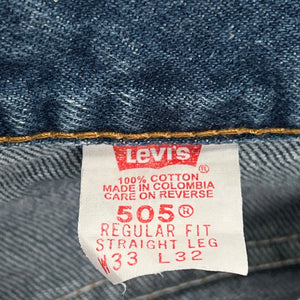 LEVI'S
100% COTTON
MADE IN COLOMBIA
CARE ON REVERSE
505®
REGULAR FIT
STRAIGHT LEG
W33 L32